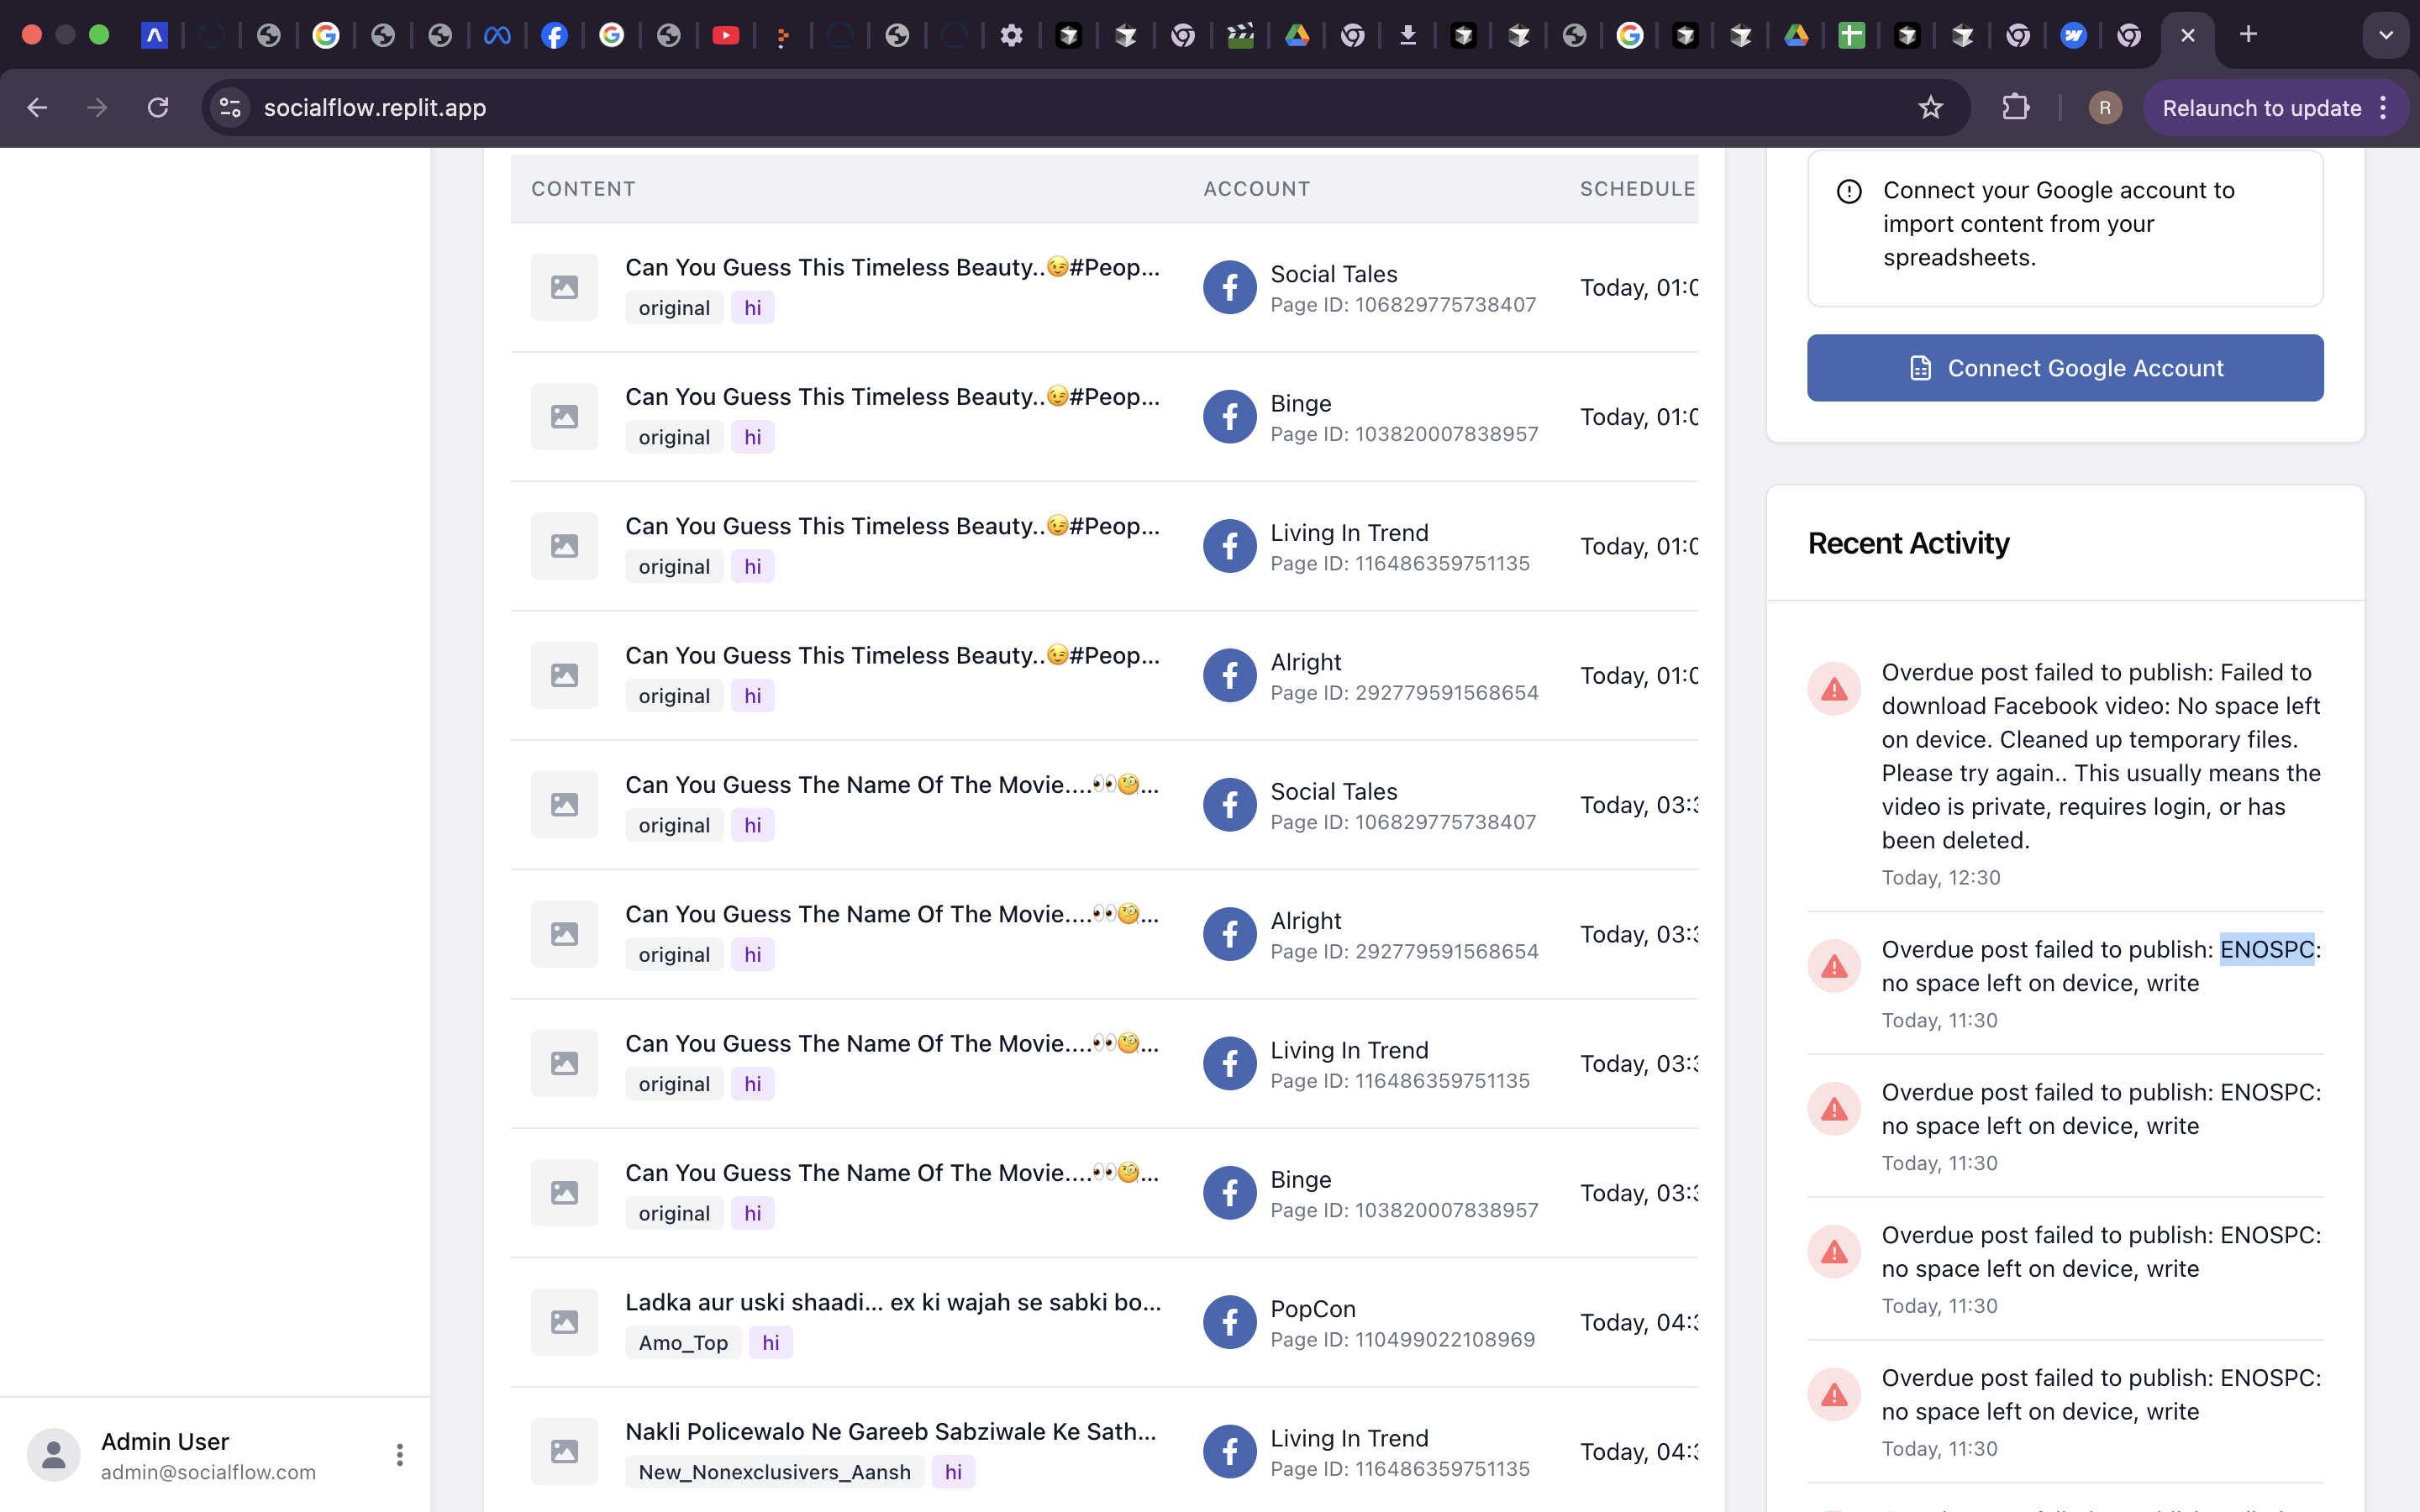 socialflow.replit.app
R
Relaunch to update
CONTENT
ACCOUNT
SCHEDULE
Can You Guess This Timeless Beauty..😉#Peop...
original hi
Social Tales
Page ID: 106829775738407
Today, 01:0
Can You Guess This Timeless Beauty..😉#Peop...
original hi
Binge
Page ID: 103820007838957
Today, 01:0
Can You Guess This Timeless Beauty..😉#Peop...
original hi
Living In Trend
Page ID: 116486359751135
Today, 01:0
Can You Guess This Timeless Beauty..😉#Peop...
original hi
Alright
Page ID: 292779591568654
Today, 01:0
Can You Guess The Name Of The Movie....👀🧐...
original hi
Social Tales
Page ID: 106829775738407
Today, 03:3
Can You Guess The Name Of The Movie....👀🧐...
original hi
Alright
Page ID: 292779591568654
Today, 03:3
Can You Guess The Name Of The Movie....👀🧐...
original hi
Living In Trend
Page ID: 116486359751135
Today, 03:3
Can You Guess The Name Of The Movie....👀🧐...
original hi
Binge
Page ID: 103820007838957
Today, 03:3
Ladka aur uski shaadi... ex ki wajah se sabki bo...
Amo_Top hi
PopCon
Page ID: 110499022108969
Today, 04:3
Nakli Policewalo Ne Gareeb Sabziwale Ke Sath...
New_Nonexclusivers_Aansh hi
Living In Trend
Page ID: 116486359751135
Today, 04:3
Admin User
admin@socialflow.com
Connect your Google account to
import content from your
spreadsheets.
Connect Google Account
Recent Activity
Overdue post failed to publish: Failed to
download Facebook video: No space left
on device. Cleaned up temporary files.
Please try again.. This usually means the
video is private, requires login, or has
been deleted.
Today, 12:30
Overdue post failed to publish: ENOSPC:
no space left on device, write
Today, 11:30
Overdue post failed to publish: ENOSPC:
no space left on device, write
Today, 11:30
Overdue post failed to publish: ENOSPC:
no space left on device, write
Today, 11:30
Overdue post failed to publish: ENOSPC:
no space left on device, write
Today, 11:30